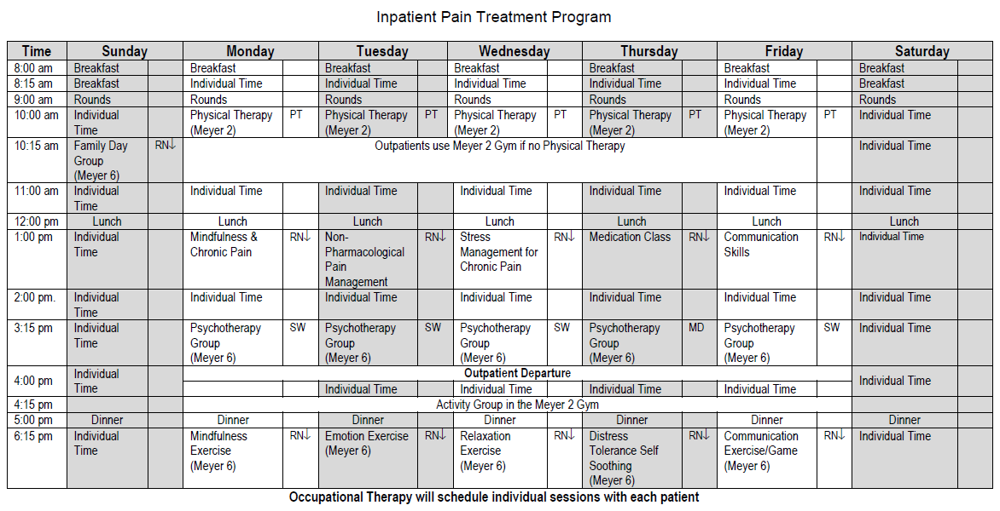 Inpatient Pain Treatment Program
Time Sunday Monday Tuesday Wednesday Thursday Friday Saturday
8:00 am Breakfast Breakfast Breakfast Breakfast Breakfast Breakfast Breakfast
8:15 am Breakfast Individual Time Individual Time Individual Time Individual Time Individual Time Breakfast
9:00 am Rounds Rounds Rounds Rounds Rounds Rounds Rounds
10:00 am Individual Physical Therapy PT Physical Therapy PT Physical Therapy PT Physical Therapy PT Physical Therapy PT Individual Time
Time (Meyer 2) (Meyer 2) (Meyer 2) (Meyer 2) (Meyer 2)
10:15 am Family Day RN↓ Outpatients use Meyer 2 Gym if no Physical Therapy Individual Time
Group
(Meyer 6)
11:00 am Individual Individual Time Individual Time Individual Time Individual Time Individual Time Individual Time
Time
12:00 pm Lunch Lunch Lunch Lunch Lunch Lunch Lunch
1:00 pm Individual Mindfulness & RN↓ Non- RN↓ Stress RN↓ Medication Class RN↓ Communication RN↓ Individual Time
Time Chronic Pain Pharmacological Management for Skills
Pain Chronic Pain
Management
2:00 pm. Individual Individual Time Individual Time Individual Time Individual Time Individual Time Individual Time
Time
3:15 pm Individual Psychotherapy SW Psychotherapy SW Psychotherapy SW Psychotherapy MD Psychotherapy SW Individual Time
Time Group Group Group Group Group
(Meyer 6) (Meyer 6) (Meyer 6) (Meyer 6) (Meyer 6)
4:00 pm Individual Outpatient Departure Individual Time
Time Individual Time Individual Time Individual Time Individual Time
4:15 pm Activity Group in the Meyer 2 Gym
5:00 pm Dinner Dinner Dinner Dinner Dinner Dinner Dinner
6:15 pm Individual Mindfulness RN↓ Emotion Exercise RN↓ Relaxation RN↓ Distress RN↓ Communication RN↓ Individual Time
Time Exercise (Meyer 6) Exercise Tolerance Self Exercise/Game
(Meyer 6) (Meyer 6) Soothing (Meyer 6)
(Meyer 6)
Occupational Therapy will schedule individual sessions with each patient